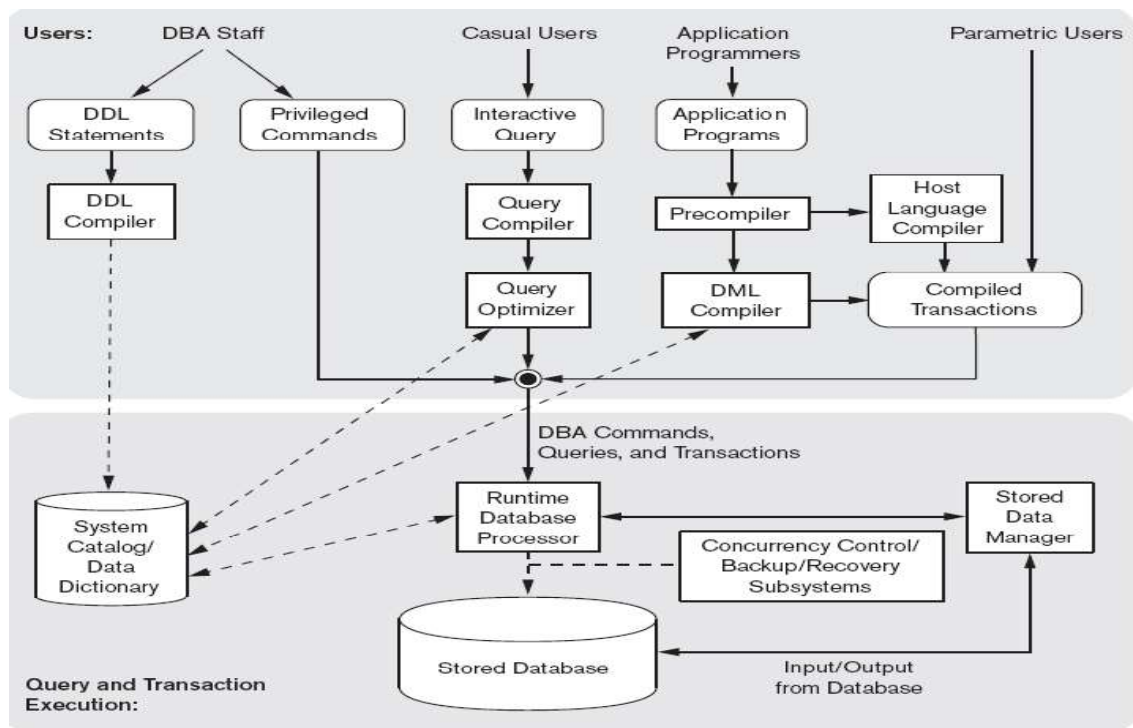 Users:
DBA Staff
Casual Users
Application
Programmers
Parametric Users
DDL
Statements
Privileged
Commands
Interactive
Query
Application
Programs
DDL
Compiler
Query
Compiler
Precompiler
Host
Language
Compiler
Query
Optimizer
DML
Compiler
Compiled
Transactions
DBA Commands,
Queries, and Transactions
System
Catalog/
Data
Dictionary
Runtime
Database
Processor
Stored
Data
Manager
Concurrency Control/
Backup/Recovery
Subsystems
Stored Database
Input/Output
from Database
Query and Transaction
Execution: